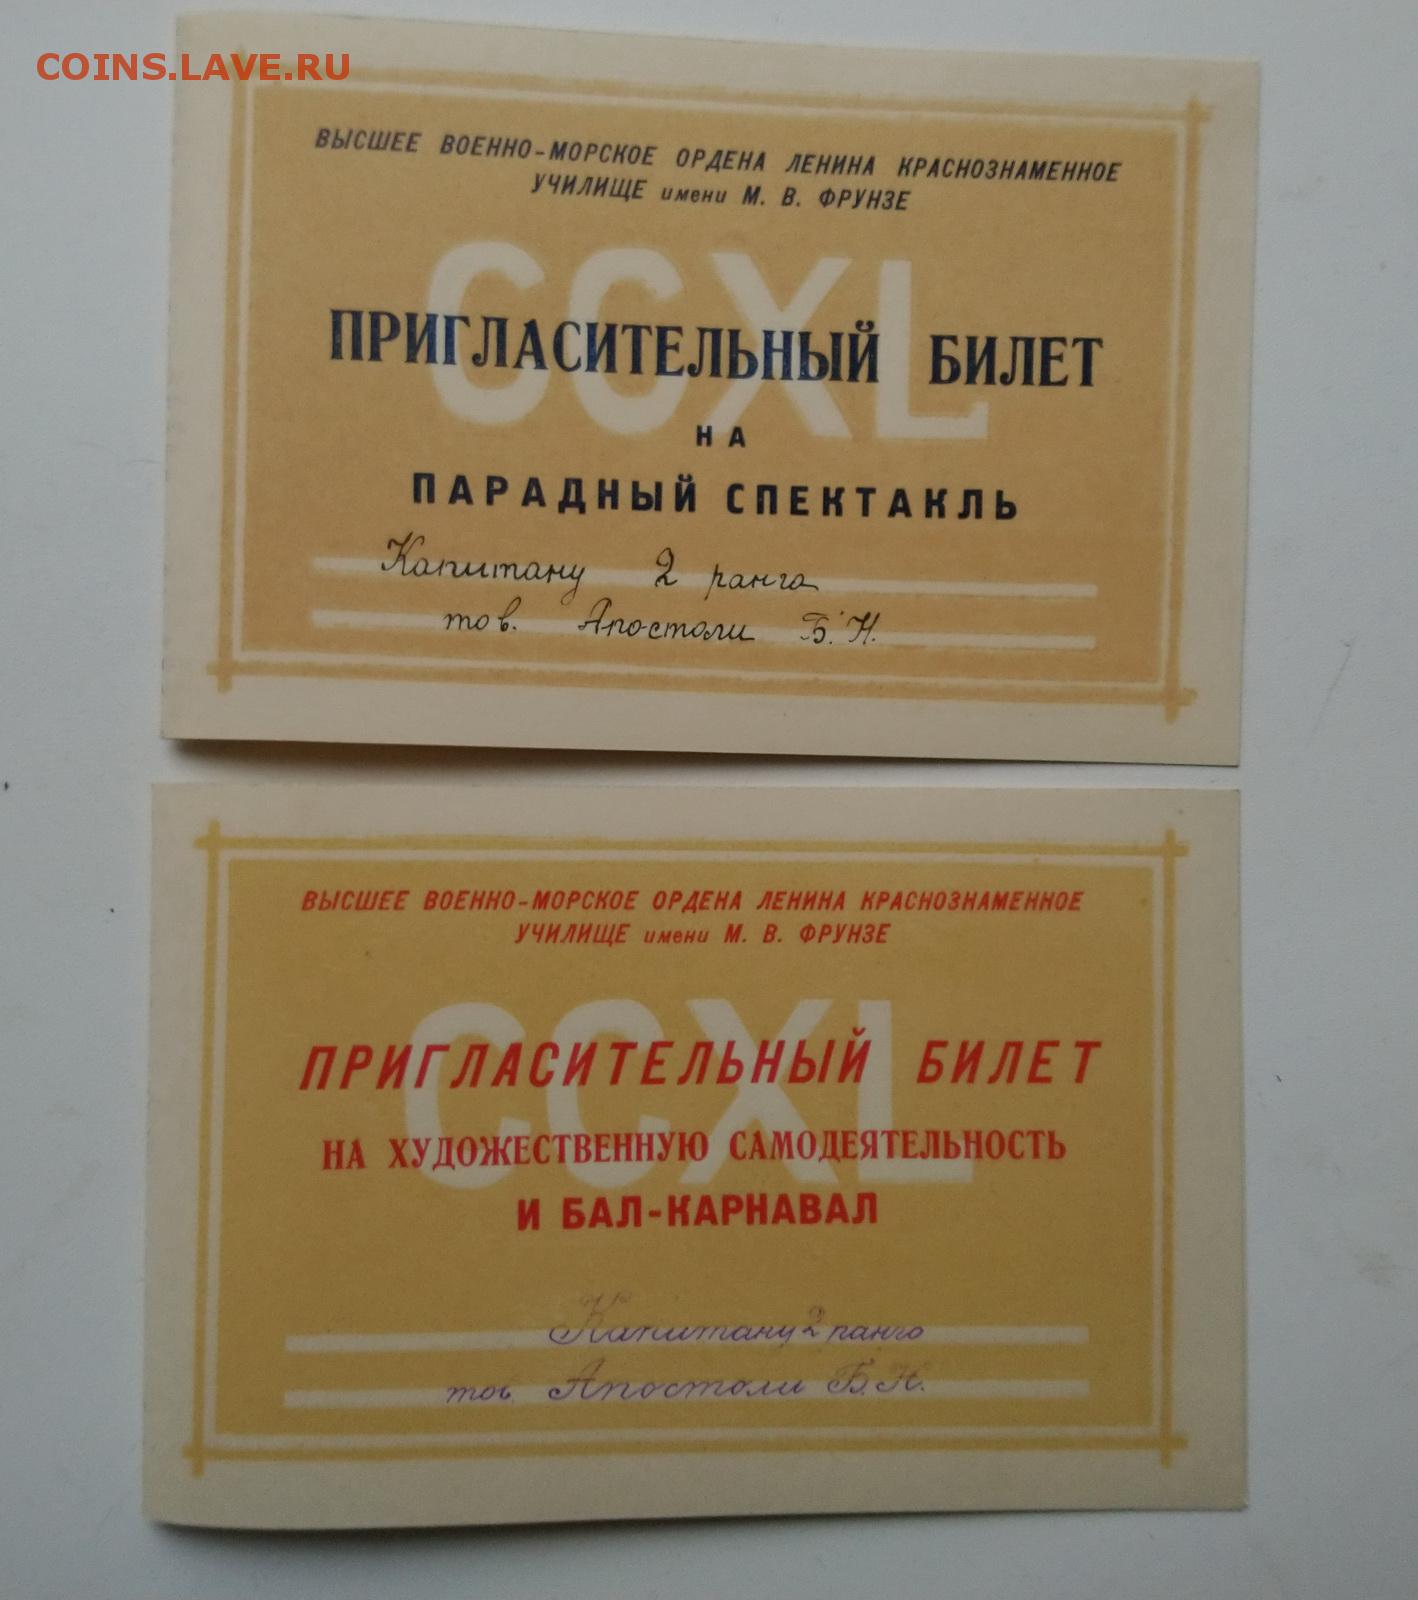 COINS.LAVE.RU
ВЫСШЕЕ ВОЕННО-МОРСКОЕ ОРДЕНА ЛЕНИНА КРАСНОЗНАМЕННОЕ
УЧИЛИЩЕ имени М. В. ФРУНЗЕ
CCXL
ПРИГЛАСИТЕЛЬНЫЙ БИЛЕТ
НА
ПАРАДНЫЙ СПЕКТАКЛЬ
Капитану 2 ранга
тов. Апостоли Б.Н.
ВЫСШЕЕ ВОЕННО-МОРСКОЕ ОРДЕНА ЛЕНИНА КРАСНОЗНАМЕННОЕ
УЧИЛИЩЕ имени М. В. ФРУНЗЕ
CCXL
ПРИГЛАСИТЕЛЬНЫЙ БИЛЕТ
НА ХУДОЖЕСТВЕННУЮ САМОДЕЯТЕЛЬНОСТЬ
И БАЛ-КАРНАВАЛ
Капитану 2 ранга
тов. Апостоли Б.Н.